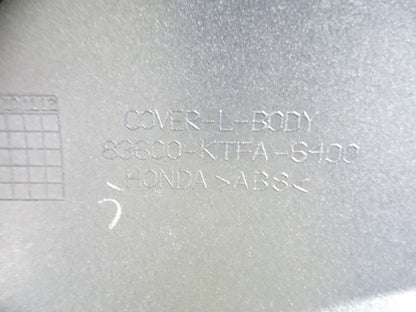 COVER-L-BODY
83600-KTFA-6400
HONDA >ABS<